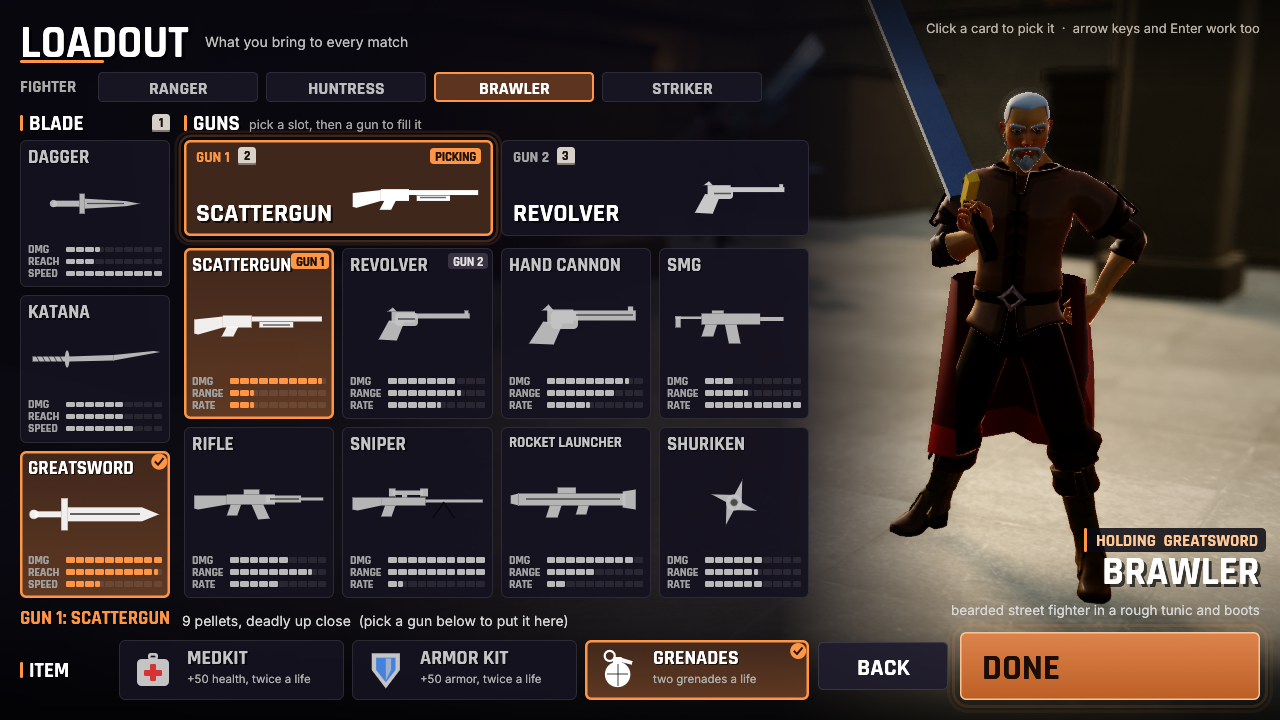 LOADOUT What you bring to every match
Click a card to pick it · arrow keys and Enter work too
FIGHTER RANGER HUNTRESS BRAWLER STRIKER
BLADE 1
GUNS pick a slot, then a gun to fill it
DAGGER
DMG
REACH
SPEED
KATANA
DMG
REACH
SPEED
GREATSWORD
DMG
REACH
SPEED
GUN 1 2 PICKING
SCATTERGUN
GUN 2 3
REVOLVER
SCATTERGUN GUN 1
DMG
RANGE
RATE
REVOLVER GUN 2
DMG
RANGE
RATE
HAND CANNON
DMG
RANGE
RATE
SMG
DMG
RANGE
RATE
RIFLE
DMG
RANGE
RATE
SNIPER
DMG
RANGE
RATE
ROCKET LAUNCHER
DMG
RANGE
RATE
SHURIKEN
DMG
RANGE
RATE
GUN 1: SCATTERGUN 9 pellets, deadly up close (pick a gun below to put it here)
ITEM
MEDKIT
+50 health, twice a life
ARMOR KIT
+50 armor, twice a life
GRENADES
two grenades a life
HOLDING GREATSWORD
BRAWLER
bearded street fighter in a rough tunic and boots
BACK
DONE